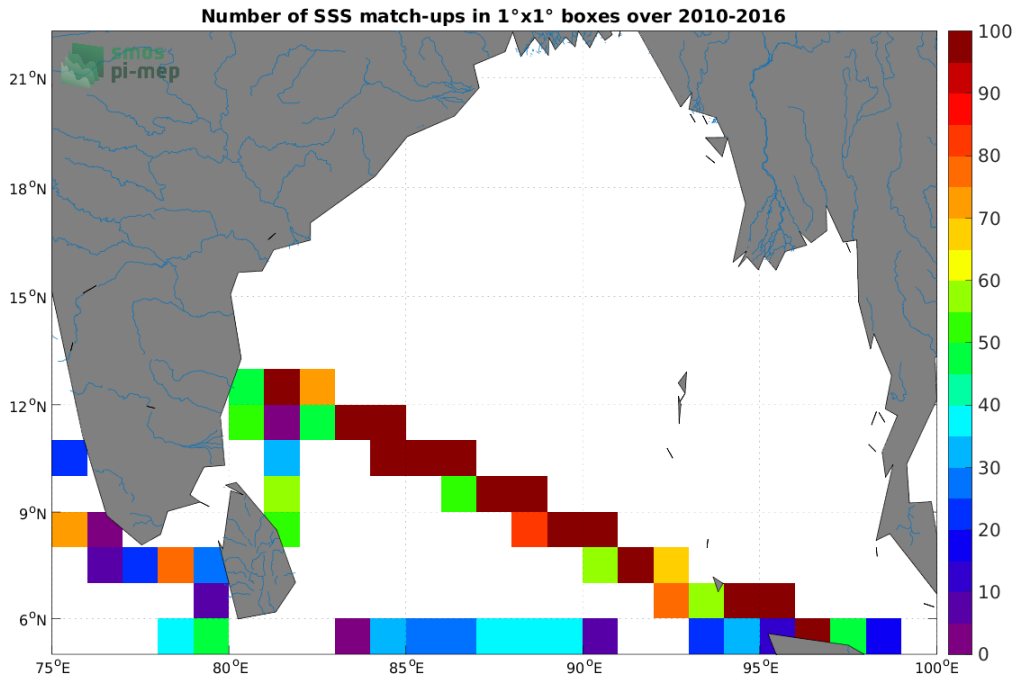 Number of SSS match-ups in 1°x1° boxes over 2010-2016
smos
pi-mep
21°N
18°N
15°N
12°N
9°N
6°N
75°E
80°E
85°E
90°E
95°E
100°E
100
90
80
70
60
50
40
30
20
10
0